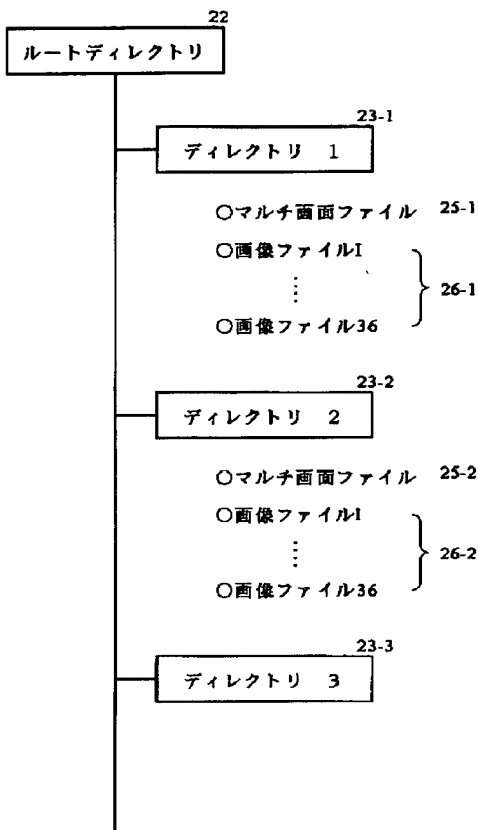 22
ルートディレクトリ
23-1
ディレクトリ 1
○マルチ画面ファイル 25-1
○画像ファイルI
26-1
○画像ファイル36
23-2
ディレクトリ 2
○マルチ画面ファイル 25-2
○画像ファイルI
26-2
○画像ファイル36
23-3
ディレクトリ 3